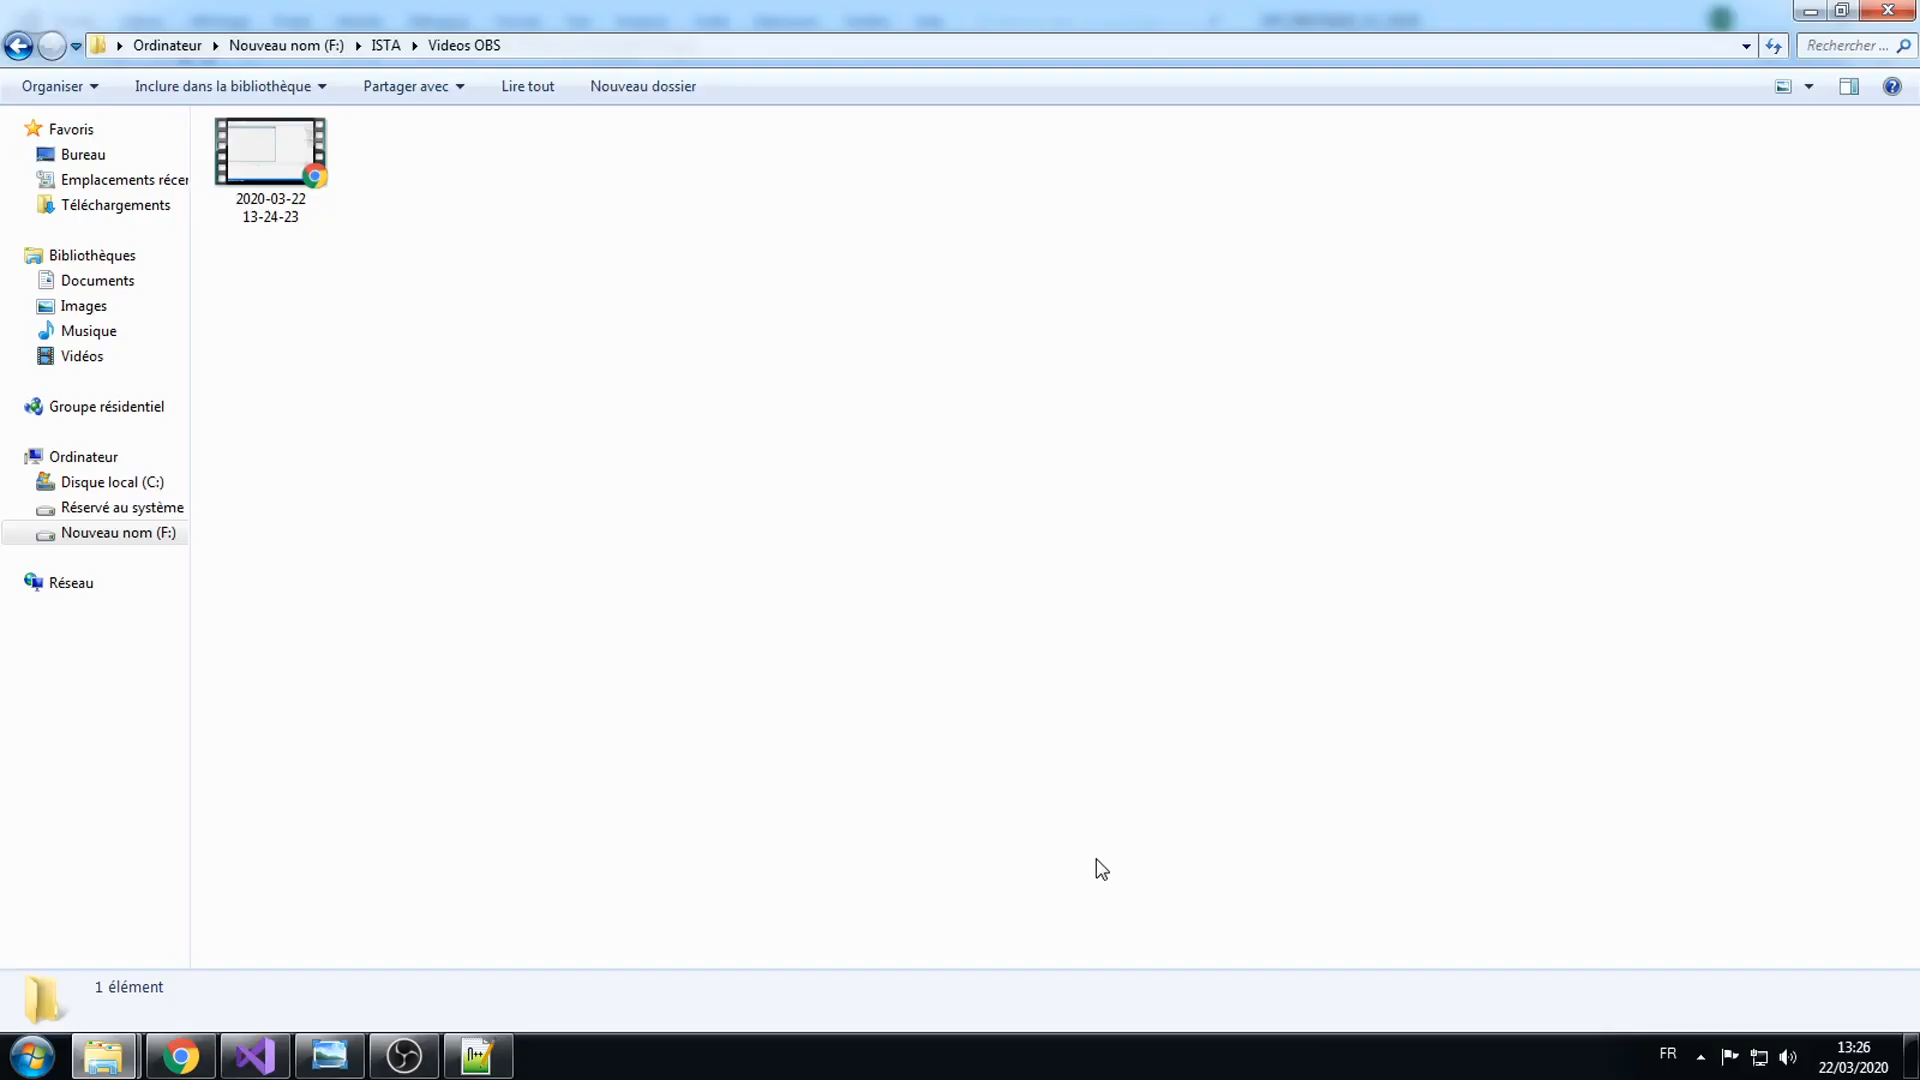 Ordinateur Nouveau nom (F:) ISTA Videos OBS
Rechercher ...
Organiser Inclure dans la bibliothèque Partager avec Lire tout Nouveau dossier
Favoris
Bureau
Emplacements récer
Téléchargements
Bibliothèques
Documents
Images
Musique
Vidéos
Groupe résidentiel
Ordinateur
Disque local (C:)
Réservé au système
Nouveau nom (F:)
Réseau
2020-03-22
13-24-23
1 élément
FR
13:26
22/03/2020